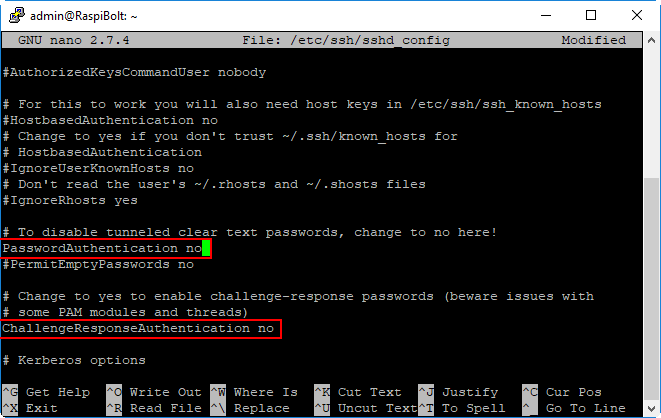 admin@RaspiBolt: ~
GNU nano 2.7.4 File: /etc/ssh/sshd_config Modified
#AuthorizedKeysCommandUser nobody
# For this to work you will also need host keys in /etc/ssh/ssh_known_hosts
#HostbasedAuthentication no
# Change to yes if you don't trust ~/.ssh/known_hosts for
# HostbasedAuthentication
#IgnoreUserKnownHosts no
# Don't read the user's ~/.rhosts and ~/.shosts files
#IgnoreRhosts yes
# To disable tunneled clear text passwords, change to no here!
PasswordAuthentication no
#PermitEmptyPasswords no
# Change to yes to enable challenge-response passwords (beware issues with
# some PAM modules and threads)
ChallengeResponseAuthentication no
# Kerberos options
^G Get Help ^O Write Out ^W Where Is ^K Cut Text ^J Justify ^C Cur Pos
^X Exit ^R Read File ^\ Replace ^U Uncut Text ^T To Spell ^_ Go To Line